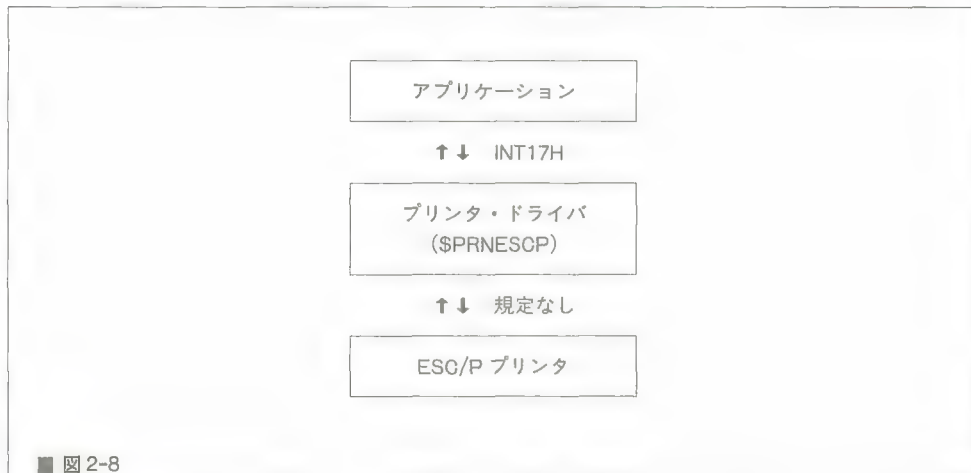 アプリケーション
↑↓ INT17H
プリンタ・ドライバ
($PRNESCP)
↑↓ 規定なし
ESC/P プリンタ
■ 図 2-8